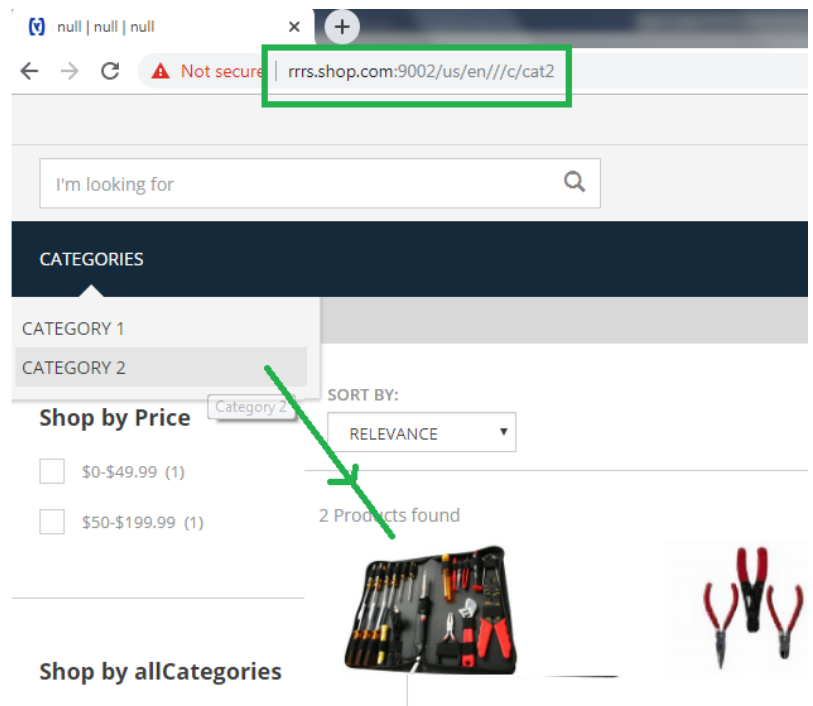 null | null | null
Not secure | rrrs.shop.com:9002/us/en///c/cat2
I'm looking for
CATEGORIES
CATEGORY 1
CATEGORY 2
Category 2
SORT BY:
Shop by Price
RELEVANCE
$0-$49.99 (1)
2 Products found
$50-$199.99 (1)
Shop by allCategories